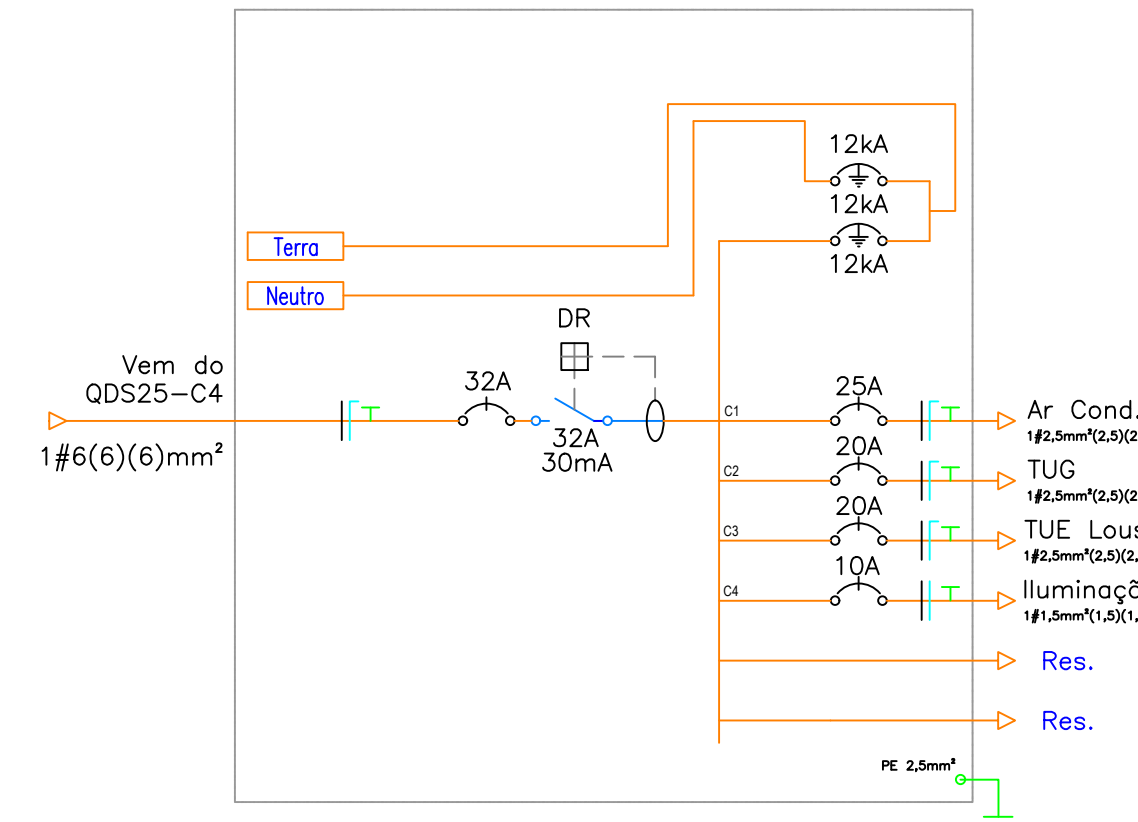 12kA
12kA
12kA
Terra
Neutro
DR
Vem do
QDS25-C4
1#6(6)(6)mm²
32A
32A
30mA
C1
25A
Ar Cond.
1#2,5mm²(2,5)(2
C2
20A
TUG
1#2,5mm²(2,5)(2
C3
20A
TUE Lous
1#2,5mm²(2,5)(2,
C4
10A
Iluminaçõ
1#1,5mm²(1,5)(1,
Res.
Res.
PE 2,5mm²